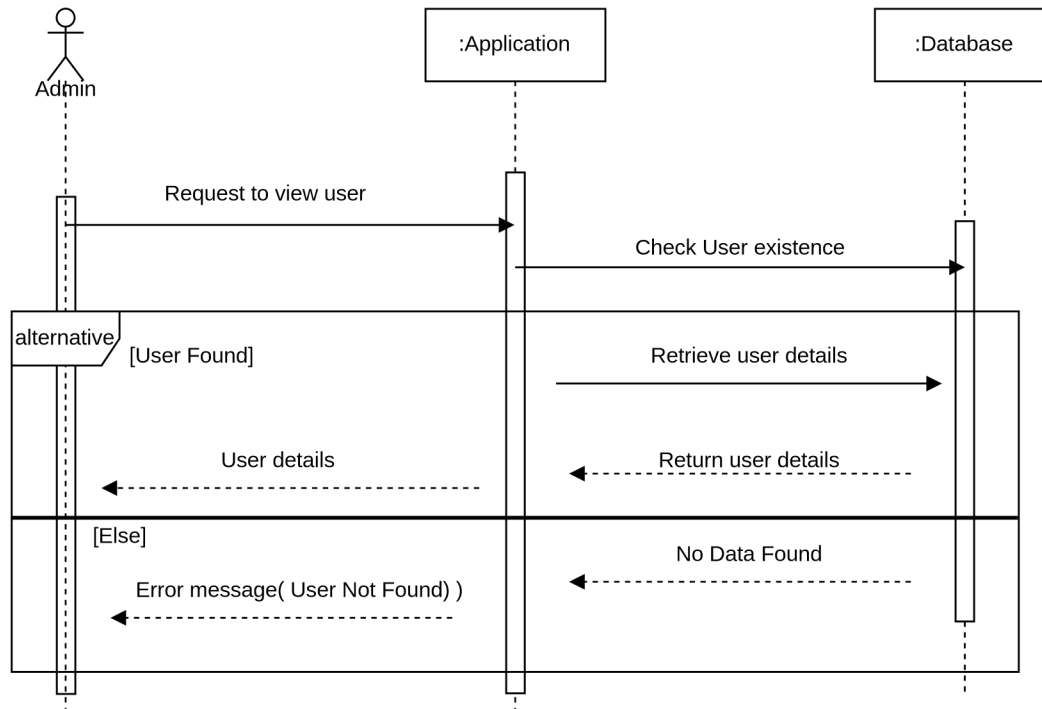 :Application
:Database
Admin
Request to view user
Check User existence
alternative
[User Found]
Retrieve user details
User details
Return user details
[Else]
No Data Found
Error message( User Not Found) )